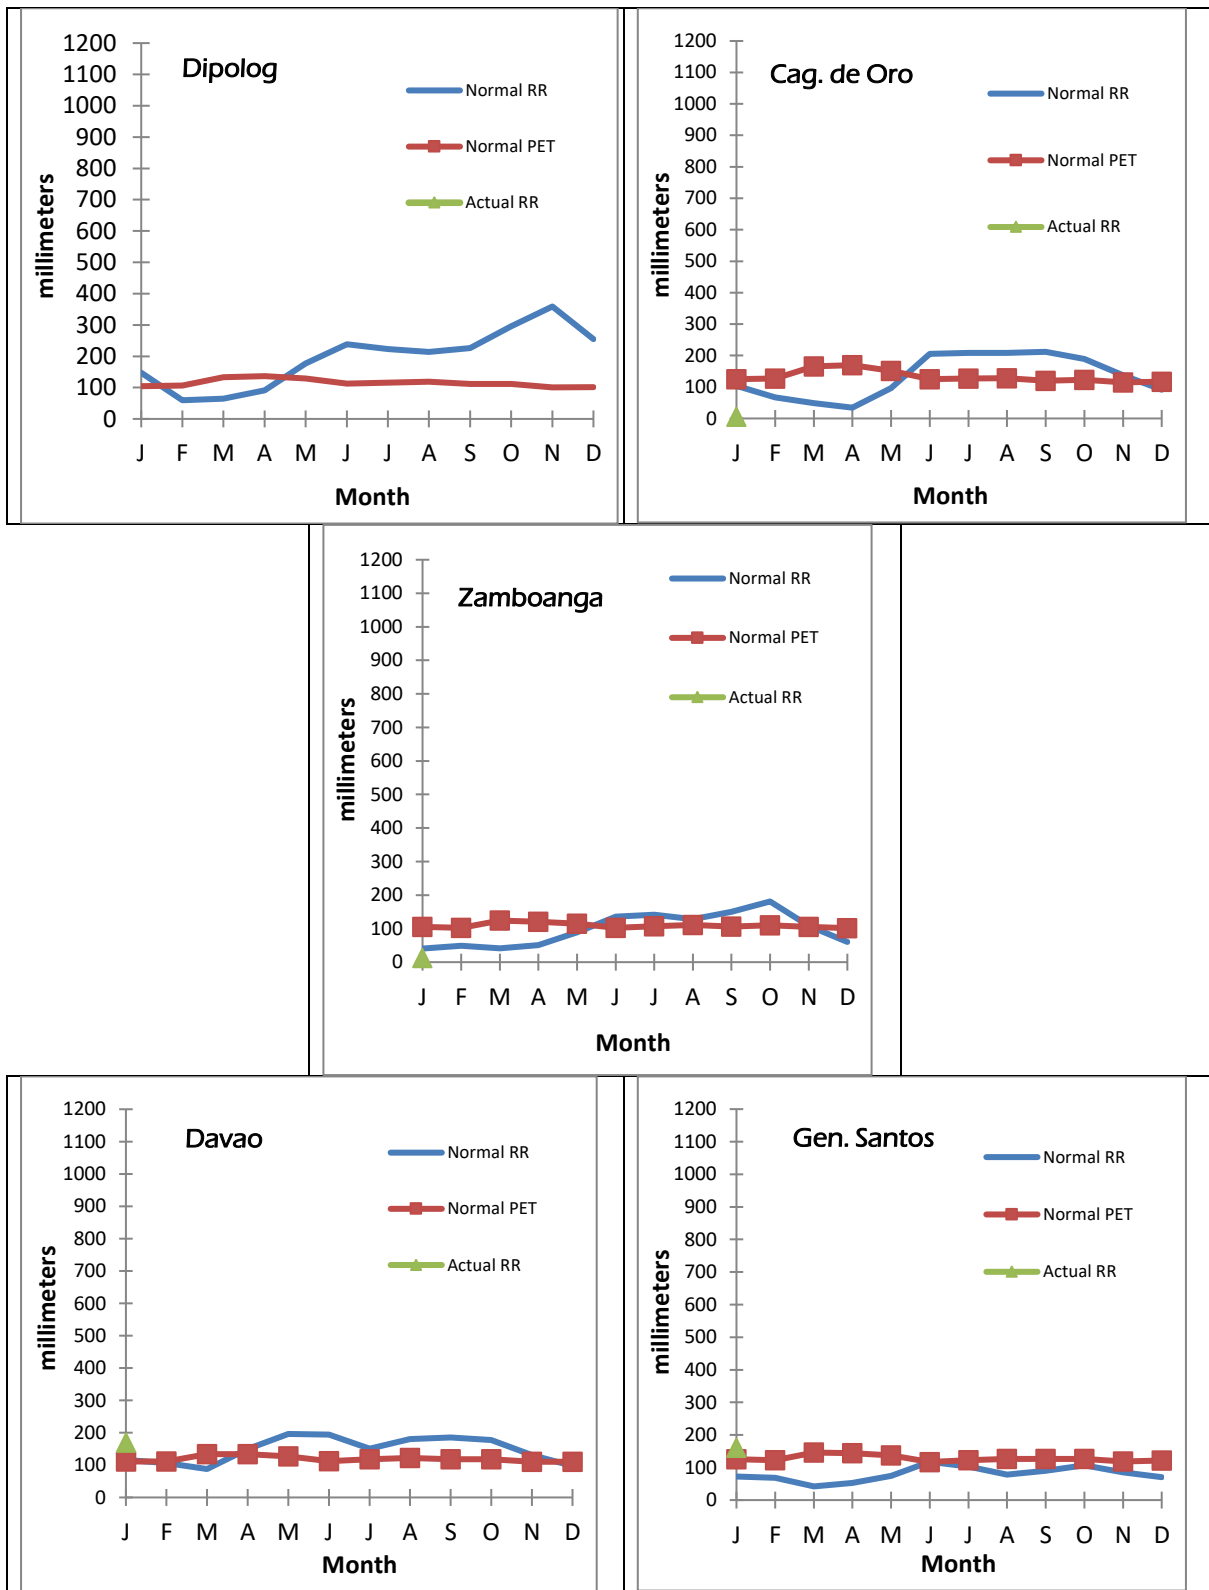 Dipolog
1200
1100
1000
900
800
700
600
500
400
300
200
100
0
millimeters
Normal RR
Normal PET
Actual RR
J F M A M J J A S O N D
Month
Cag. de Oro
1200
1100
1000
900
800
700
600
500
400
300
200
100
0
millimeters
Normal RR
Normal PET
Actual RR
J F M A M J J A S O N D
Month
Zamboanga
1200
1100
1000
900
800
700
600
500
400
300
200
100
0
millimeters
Normal RR
Normal PET
Actual RR
J F M A M J J A S O N D
Month
Davao
1200
1100
1000
900
800
700
600
500
400
300
200
100
0
millimeters
Normal RR
Normal PET
Actual RR
J F M A M J J A S O N D
Month
Gen. Santos
1200
1100
1000
900
800
700
600
500
400
300
200
100
0
millimeters
Normal RR
Normal PET
Actual RR
J F M A M J J A S O N D
Month